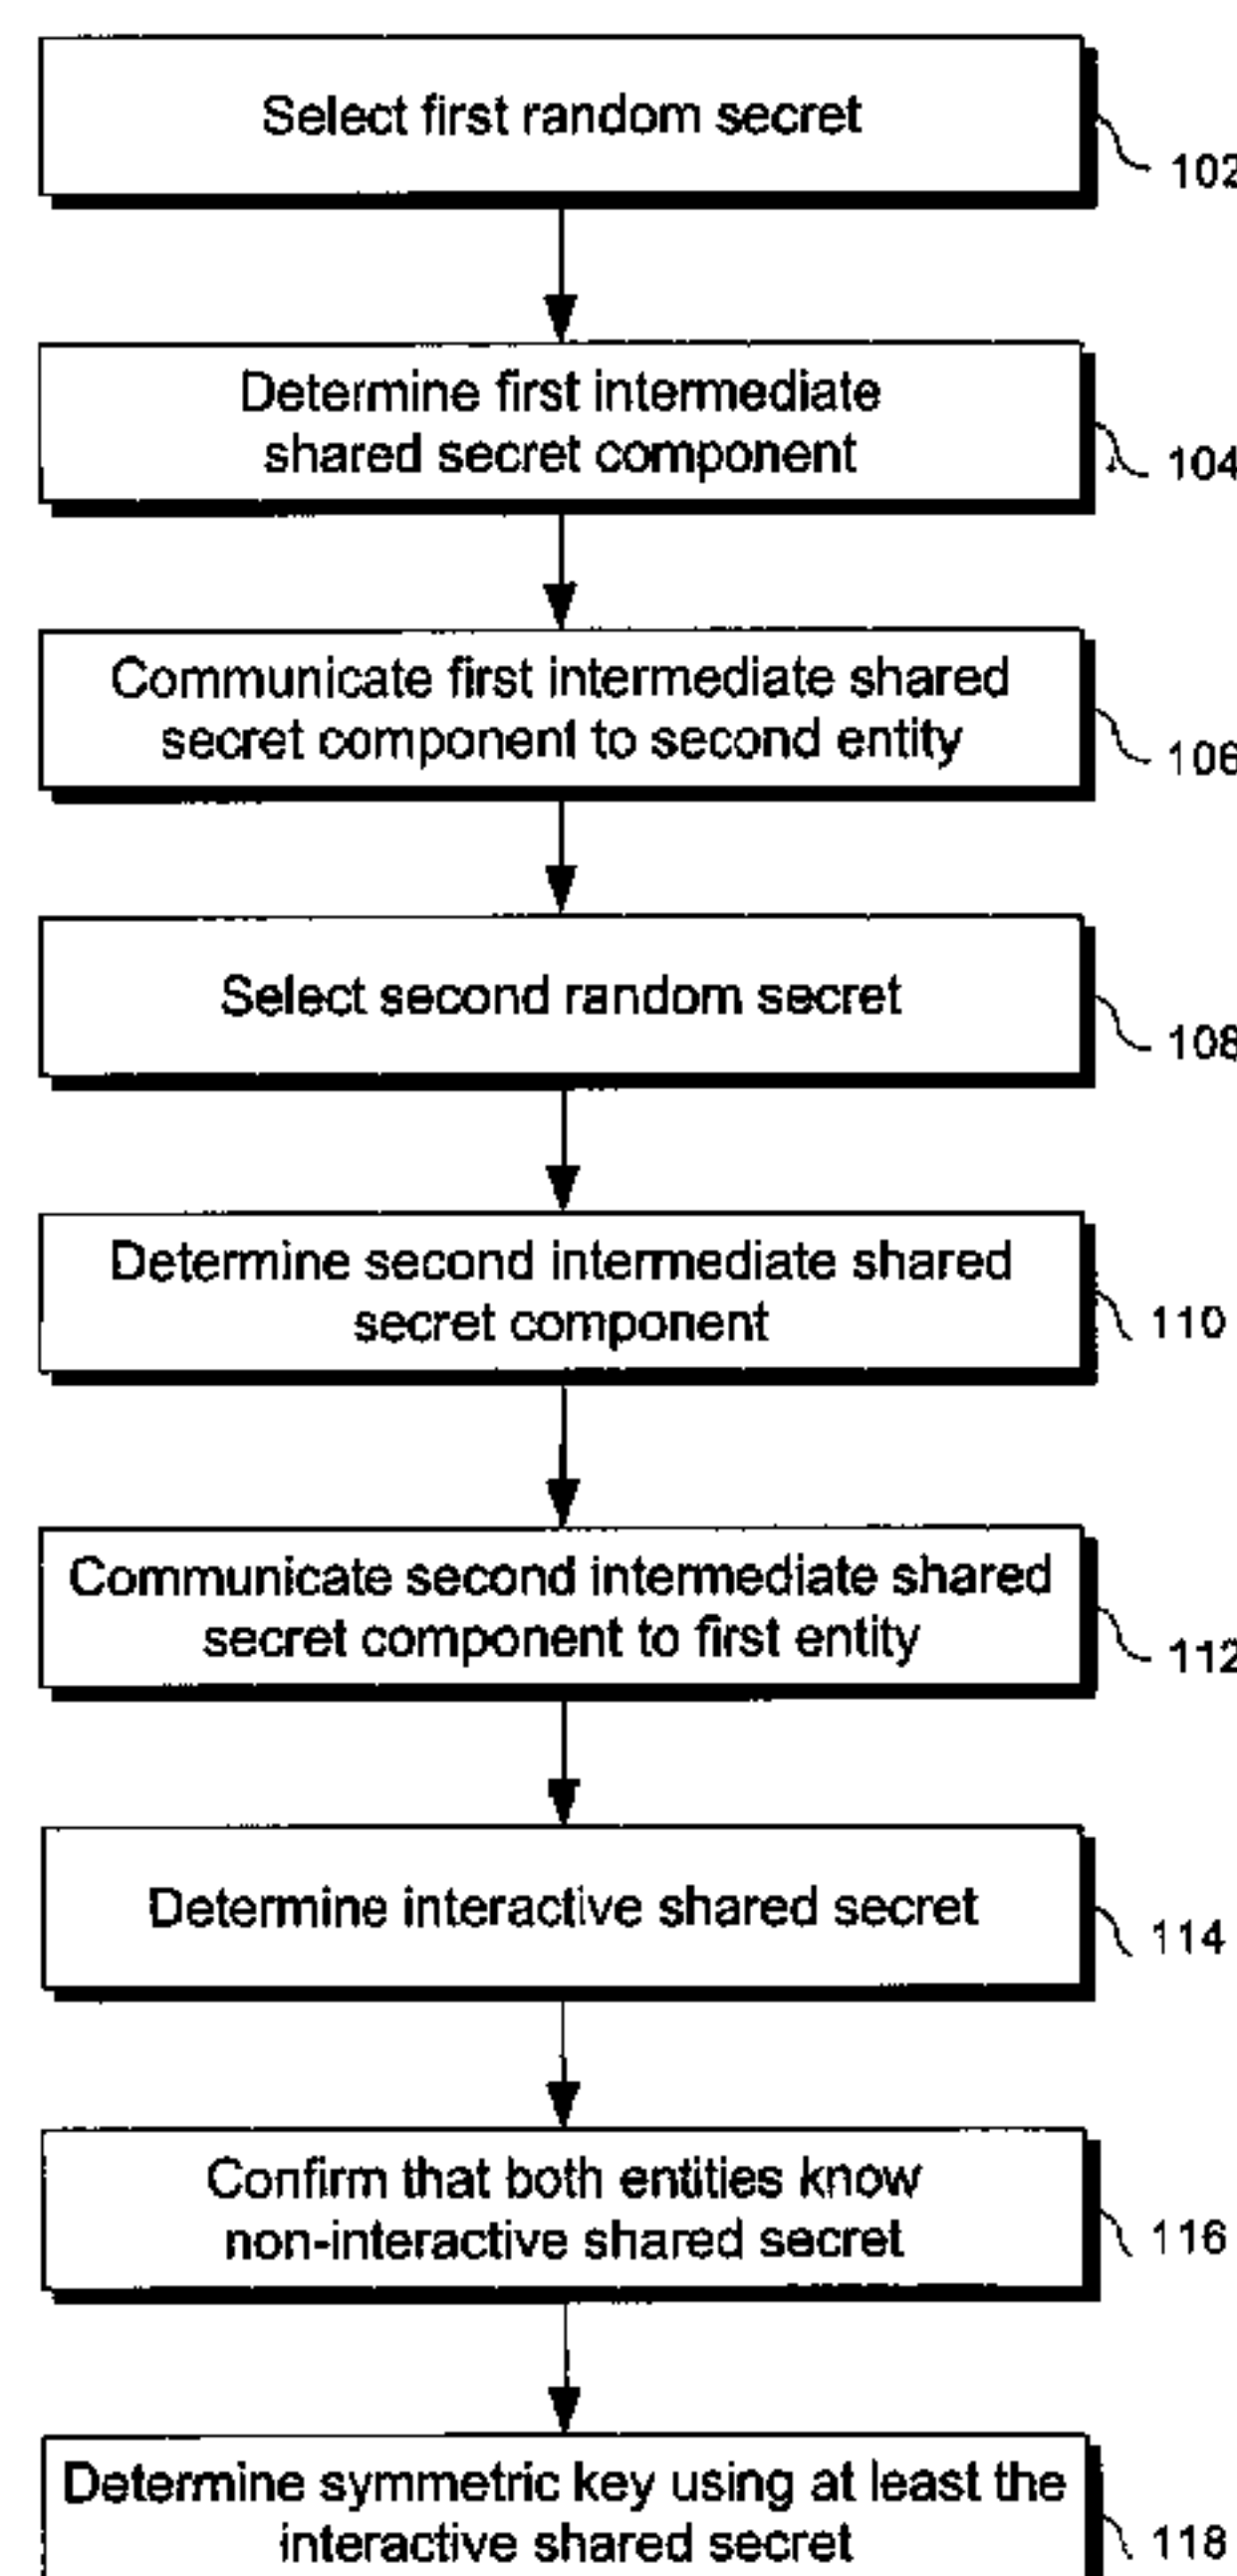 Select first random secret
102
Determine first intermediate
shared secret component
104
Communicate first intermediate shared
secret component to second entity
106
Select second random secret
108
Determine second intermediate shared
secret component
110
Communicate second intermediate shared
secret component to first entity
112
Determine interactive shared secret
114
Confirm that both entities know
non-interactive shared secret
116
Determine symmetric key using at least the
interactive shared secret
118